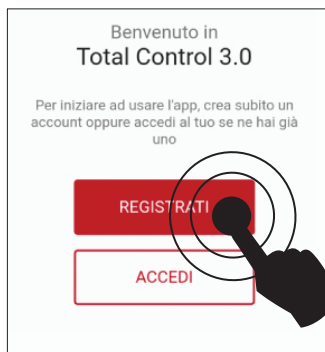 Benvenuto in
Total Control 3.0
Per iniziare ad usare l'app, crea subito un
account oppure accedi al tuo se ne hai già
uno
REGISTRATI
ACCEDI